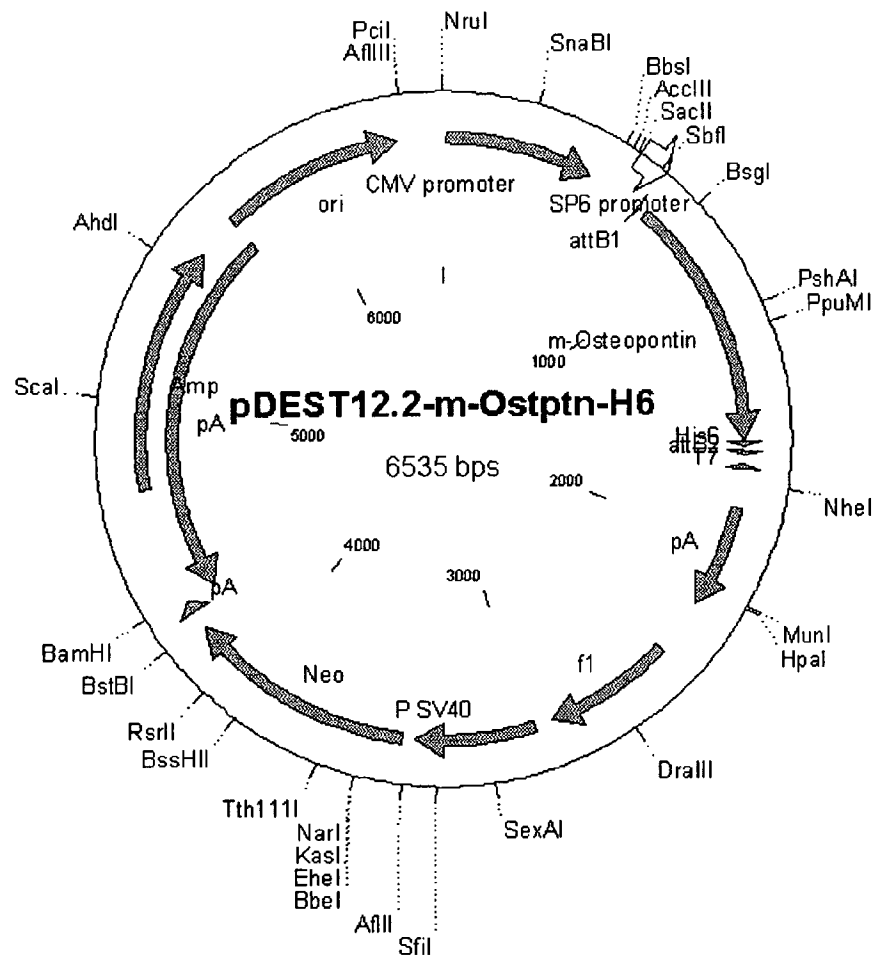 PciI
AflIII
NruI
SnaBI
BbsI
AccIII
SacII
SbfI
BsgI
AhdI
ori
CMV promoter
SP6 promoter
attB1
PshAI
PpuMI
6000
1000
m-Osteopontin
ScaI
Amp
pA
pDEST12.2-m-Ostptn-H6
5000
6535 bps
His6
attB2
T7
2000
NheI
pA
4000
3000
pA
MunI
HpaI
BamHI
BstBI
RsrII
BssHII
Neo
P SV40
f1
DraIII
Tth111I
NarI
KasI
EheI
BbeI
AflII
SfiI
SexAI